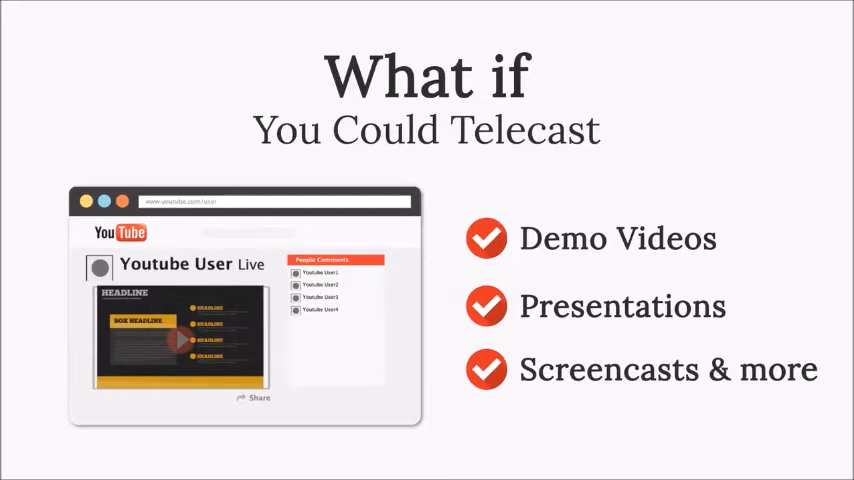 What if
You Could Telecast
www.youtube.com/user
YouTube
Youtube User Live
People Comments
Youtube User1
Youtube User2
Youtube User3
Youtube User4
HEADLINE
BOX HEADLINE
HEADLINE
HEADLINE
HEADLINE
HEADLINE
Share
Demo Videos
Presentations
Screencasts & more